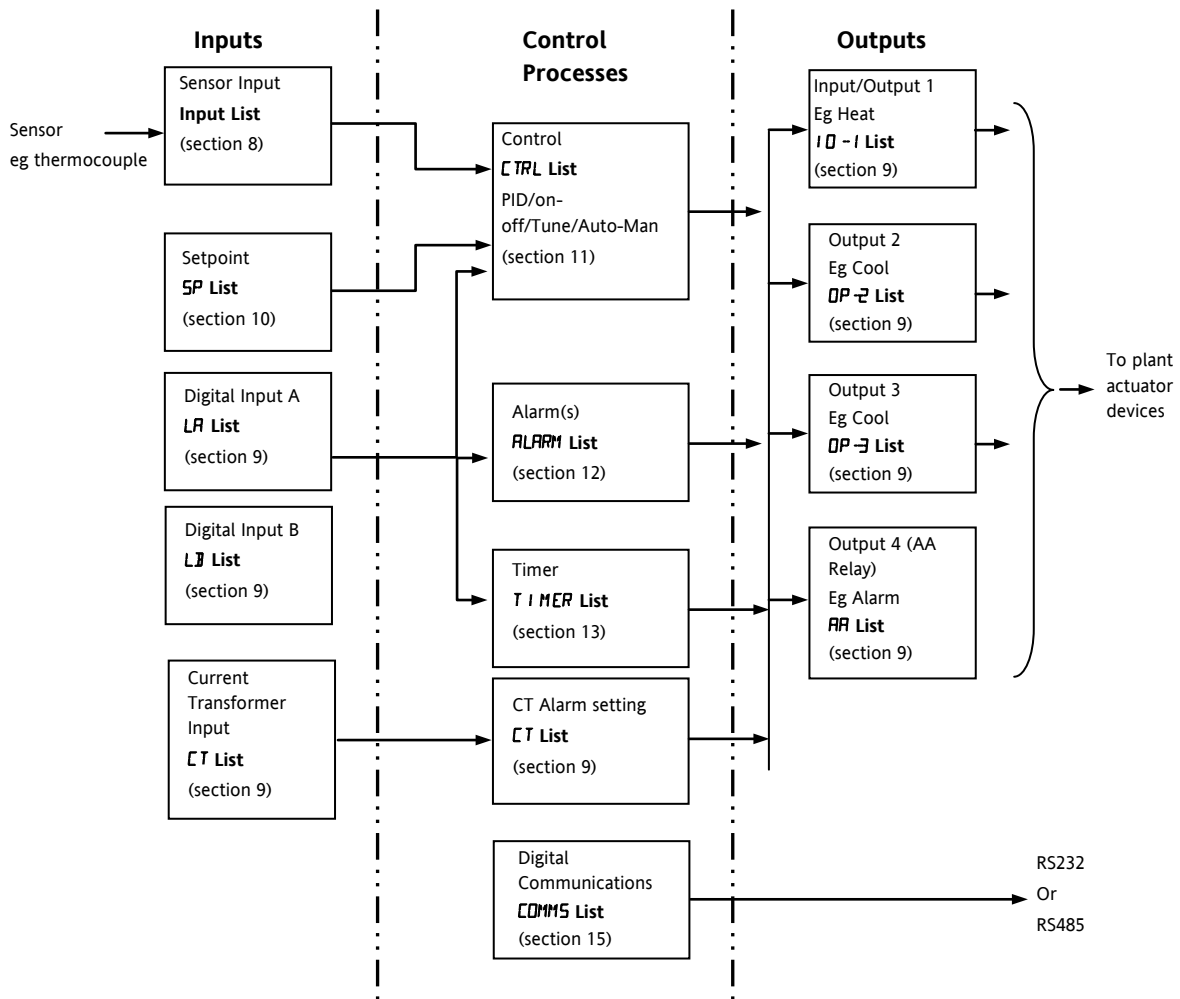 Inputs
Control
Processes
Outputs
Sensor
eg thermocouple
Sensor Input
Input List
(section 8)
Setpoint
SP List
(section 10)
Digital Input A
LA List
(section 9)
Digital Input B
LB List
(section 9)
Current
Transformer
Input
CT List
(section 9)
Control
CTRL List
PID/on-
off/Tune/Auto-Man
(section 11)
Alarm(s)
ALARM List
(section 12)
Timer
TIMER List
(section 13)
CT Alarm setting
CT List
(section 9)
Digital
Communications
COMMS List
(section 15)
Input/Output 1
Eg Heat
IO-1 List
(section 9)
Output 2
Eg Cool
OP-2 List
(section 9)
Output 3
Eg Cool
OP-3 List
(section 9)
Output 4 (AA
Relay)
Eg Alarm
AA List
(section 9)
To plant
actuator
devices
RS232
Or
RS485